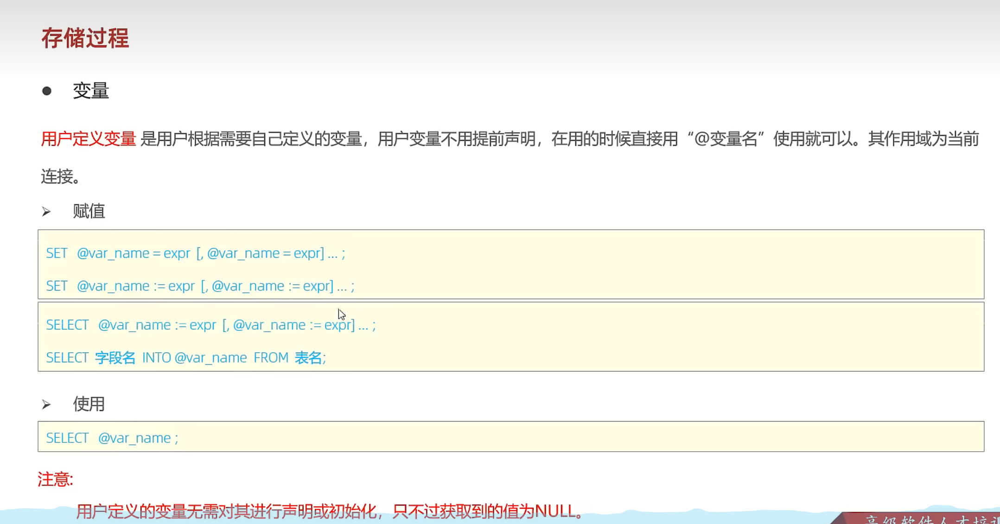 存储过程
● 变量
用户定义变量 是用户根据需要自己定义的变量，用户变量不用提前声明，在用的时候直接用“@变量名”使用就可以。其作用域为当前
连接。
➢ 赋值
SET @var_name = expr [, @var_name = expr] ... ;
SET @var_name := expr [, @var_name := expr] ... ;
SELECT @var_name := expr [, @var_name := expr] ... ;
SELECT 字段名 INTO @var_name FROM 表名;
➢ 使用
SELECT @var_name ;
注意:
用户定义的变量无需对其进行声明或初始化，只不过获取到的值为NULL。
高级软件人才培训